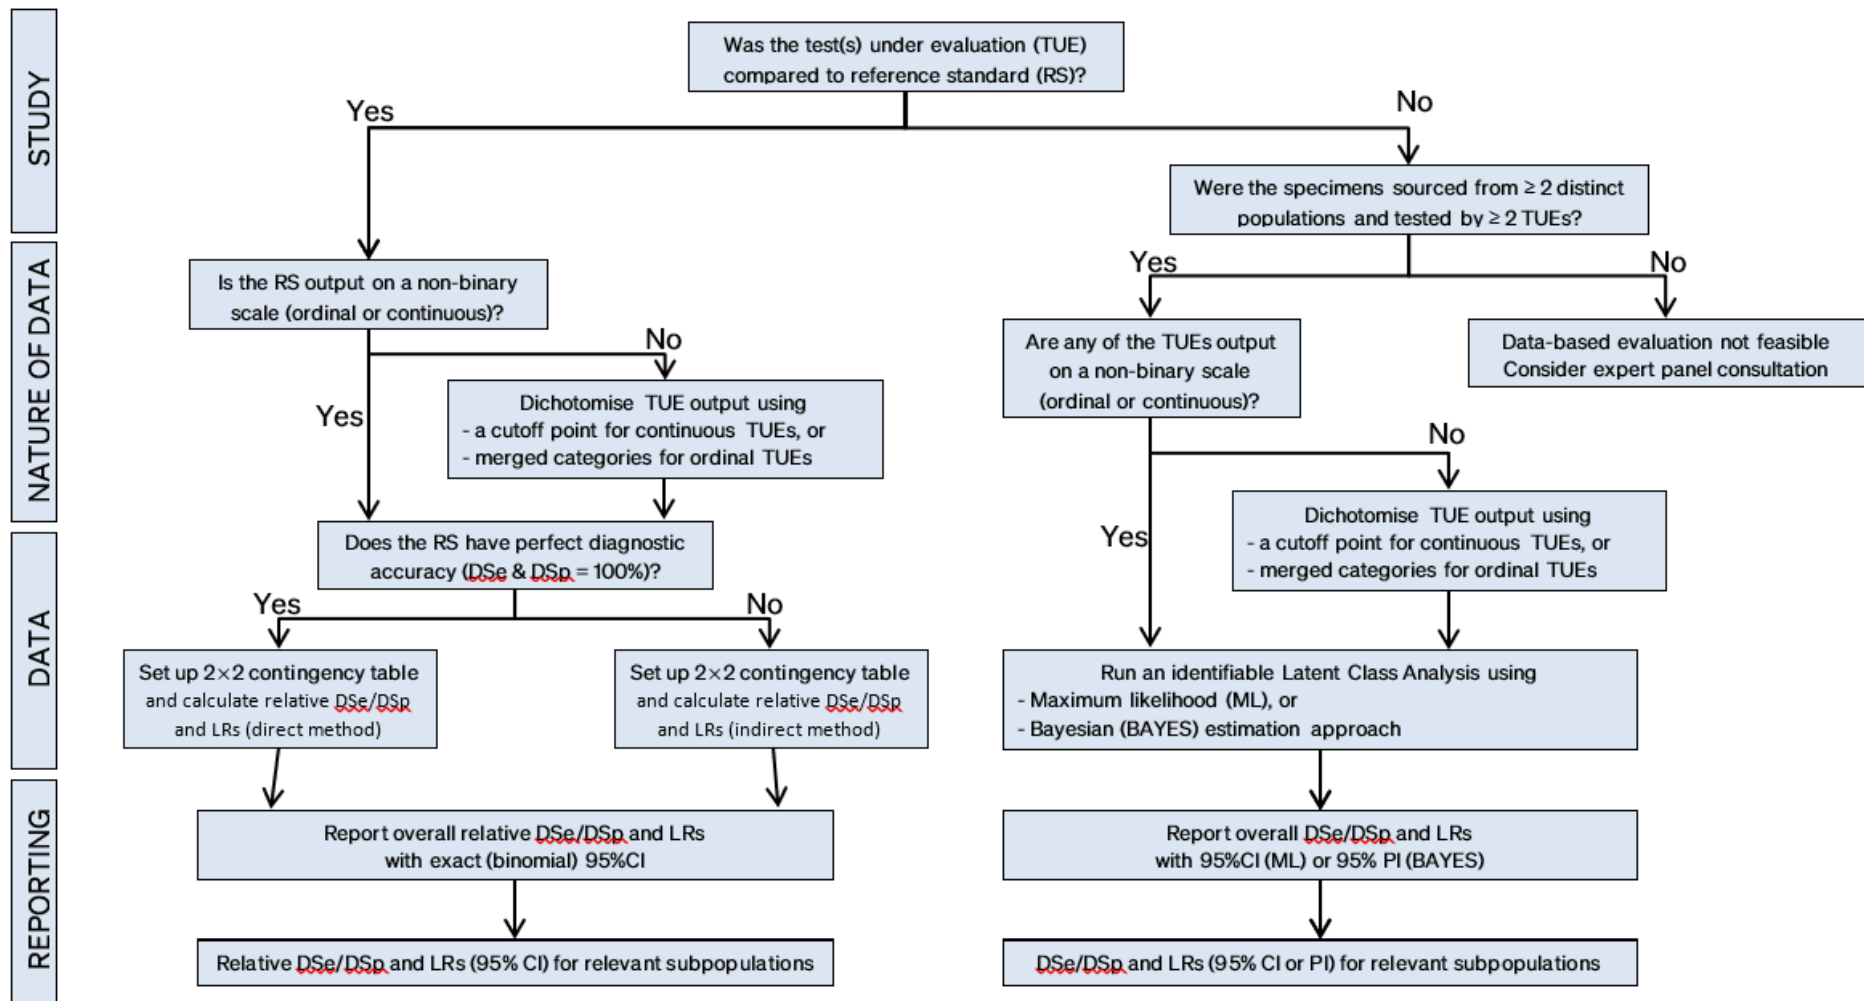 STUDY
Was the test(s) under evaluation (TUE)
compared to reference standard (RS)?
Yes
No
Were the specimens sourced from ≥ 2 distinct
populations and tested by ≥ 2 TUEs?
NATURE OF DATA
Is the RS output on a non-binary
scale (ordinal or continuous)?
No
Yes
Dichotomise TUE output using
- a cutoff point for continuous TUEs, or
- merged categories for ordinal TUEs
Yes
No
Are any of the TUEs output
on a non-binary scale
(ordinal or continuous)?
Data-based evaluation not feasible
Consider expert panel consultation
No
Yes
Dichotomise TUE output using
- a cutoff point for continuous TUEs, or
- merged categories for ordinal TUEs
DATA
Does the RS have perfect diagnostic
accuracy (DSe & DSp = 100%)?
Yes
No
Set up 2×2 contingency table
and calculate relative DSe/DSp
and LRs (direct method)
Set up 2×2 contingency table
and calculate relative DSe/DSp
and LRs (indirect method)
Run an identifiable Latent Class Analysis using
- Maximum likelihood (ML), or
- Bayesian (BAYES) estimation approach
REPORTING
Report overall relative DSe/DSp and LRs
with exact (binomial) 95%CI
Report overall DSe/DSp and LRs
with 95%CI (ML) or 95% PI (BAYES)
Relative DSe/DSp and LRs (95% CI) for relevant subpopulations
DSe/DSp and LRs (95% CI or PI) for relevant subpopulations